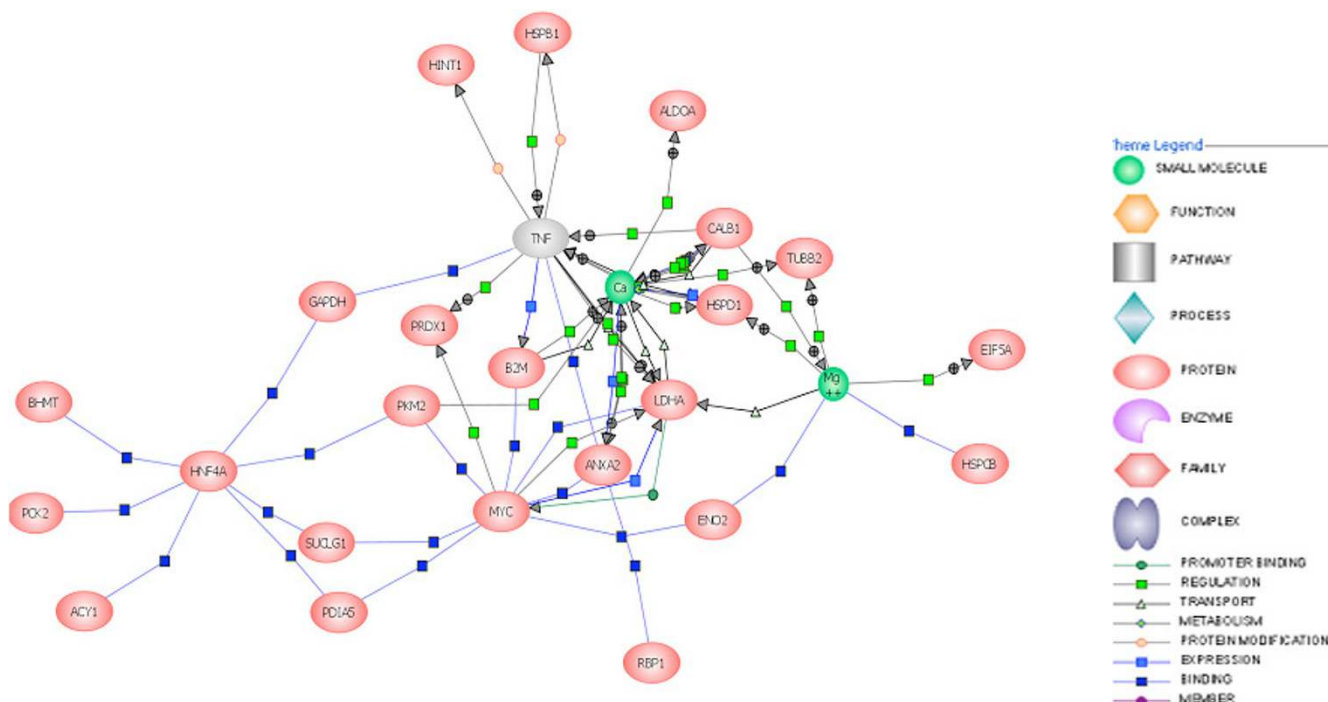 HSPB1
HINT1
ALDOA
TNF
CALB1
TUBB2
Ca
HSPD1
GAPDH
PRDX1
B2M
EIF5A
Mg
++
BHMT
PKM2
LDHA
HNF4A
ANXA2
HSPCB
PCK2
MYC
ENO2
SUCLG1
ACY1
PDIA5
RBP1
Theme Legend
SMALL MOLECULE
FUNCTION
PATHWAY
PROCESS
PROTEIN
ENZYME
FAMILY
COMPLEX
PROMOTER BINDING
REGULATION
TRANSPORT
METABOLISM
PROTEIN MODIFICATION
EXPRESSION
BINDING
MEMBER